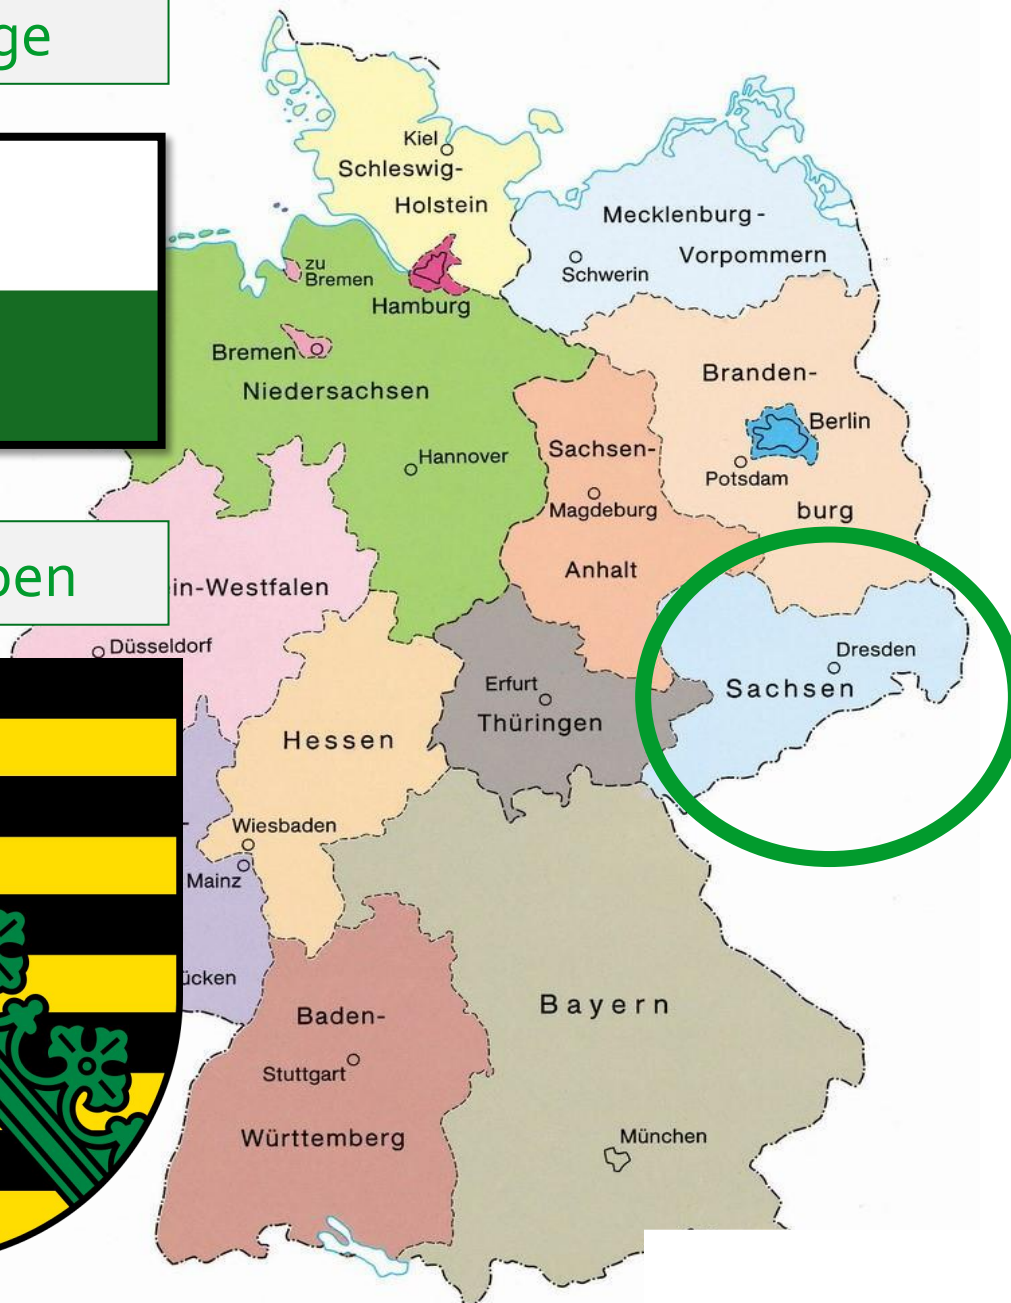 ge
Kiel
Schleswig-
Holstein
Mecklenburg-
Vorpommern
Schwerin
zu
Bremen
Hamburg
Bremen
Niedersachsen
Branden-
Berlin
Hannover
Sachsen-
Potsdam
Magdeburg
burg
Anhalt
pen
in-Westfalen
Düsseldorf
Dresden
Sachsen
Erfurt
Thüringen
Hessen
Wiesbaden
-
Mainz
ücken
Bayern
Baden-
Stuttgart
Württemberg
München